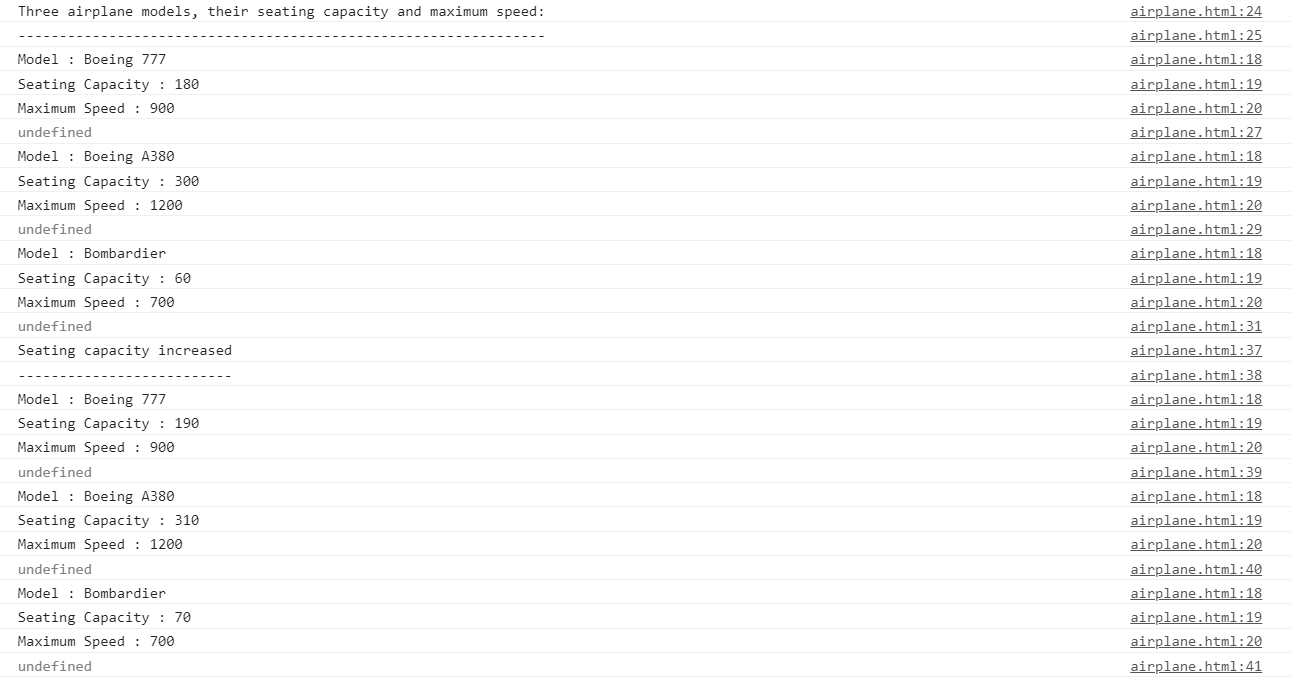 Three airplane models, their seating capacity and maximum speed: airplane.html:24
---------------------------------------------------------------- airplane.html:25
Model : Boeing 777 airplane.html:18
Seating Capacity : 180 airplane.html:19
Maximum Speed : 900 airplane.html:20
undefined airplane.html:27
Model : Boeing A380 airplane.html:18
Seating Capacity : 300 airplane.html:19
Maximum Speed : 1200 airplane.html:20
undefined airplane.html:29
Model : Bombardier airplane.html:18
Seating Capacity : 60 airplane.html:19
Maximum Speed : 700 airplane.html:20
undefined airplane.html:31
Seating capacity increased airplane.html:37
-------------------------- airplane.html:38
Model : Boeing 777 airplane.html:18
Seating Capacity : 190 airplane.html:19
Maximum Speed : 900 airplane.html:20
undefined airplane.html:39
Model : Boeing A380 airplane.html:18
Seating Capacity : 310 airplane.html:19
Maximum Speed : 1200 airplane.html:20
undefined airplane.html:40
Model : Bombardier airplane.html:18
Seating Capacity : 70 airplane.html:19
Maximum Speed : 700 airplane.html:20
undefined airplane.html:41